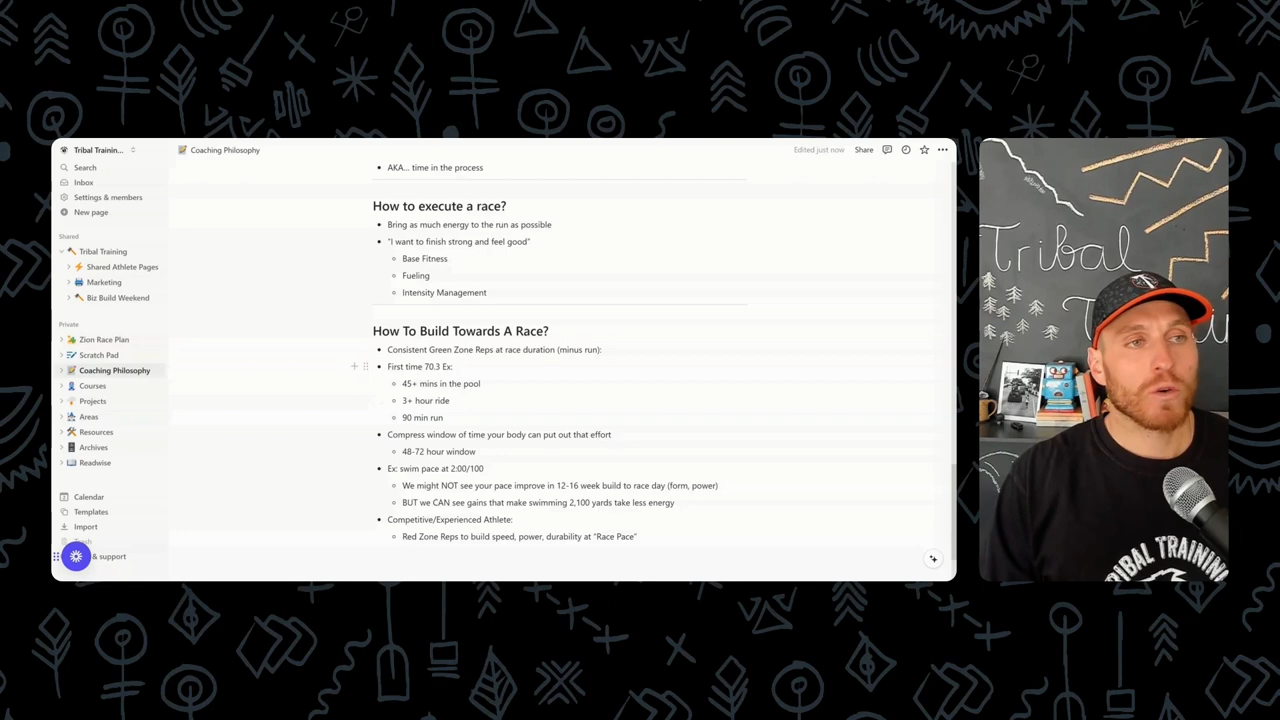 Tribal Trainin...
Coaching Philosophy
Edited just now
Share
Search
Inbox
Settings & members
New page
Shared
Tribal Training
Shared Athlete Pages
Marketing
Biz Build Weekend
Private
Zion Race Plan
Scratch Pad
Coaching Philosophy
Courses
Projects
Areas
Resources
Archives
Readwise
Calendar
Templates
Import
Trash
& support
AKA... time in the process
How to execute a race?
Bring as much energy to the run as possible
"I want to finish strong and feel good"
Base Fitness
Fueling
Intensity Management
How To Build Towards A Race?
Consistent Green Zone Reps at race duration (minus run):
First time 70.3 Ex:
45+ mins in the pool
3+ hour ride
90 min run
Compress window of time your body can put out that effort
48-72 hour window
Ex: swim pace at 2:00/100
We might NOT see your pace improve in 12-16 week build to race day (form, power)
BUT we CAN see gains that make swimming 2,100 yards take less energy
Competitive/Experienced Athlete:
Red Zone Reps to build speed, power, durability at "Race Pace"
Tribal
TRIBAL TRAINING